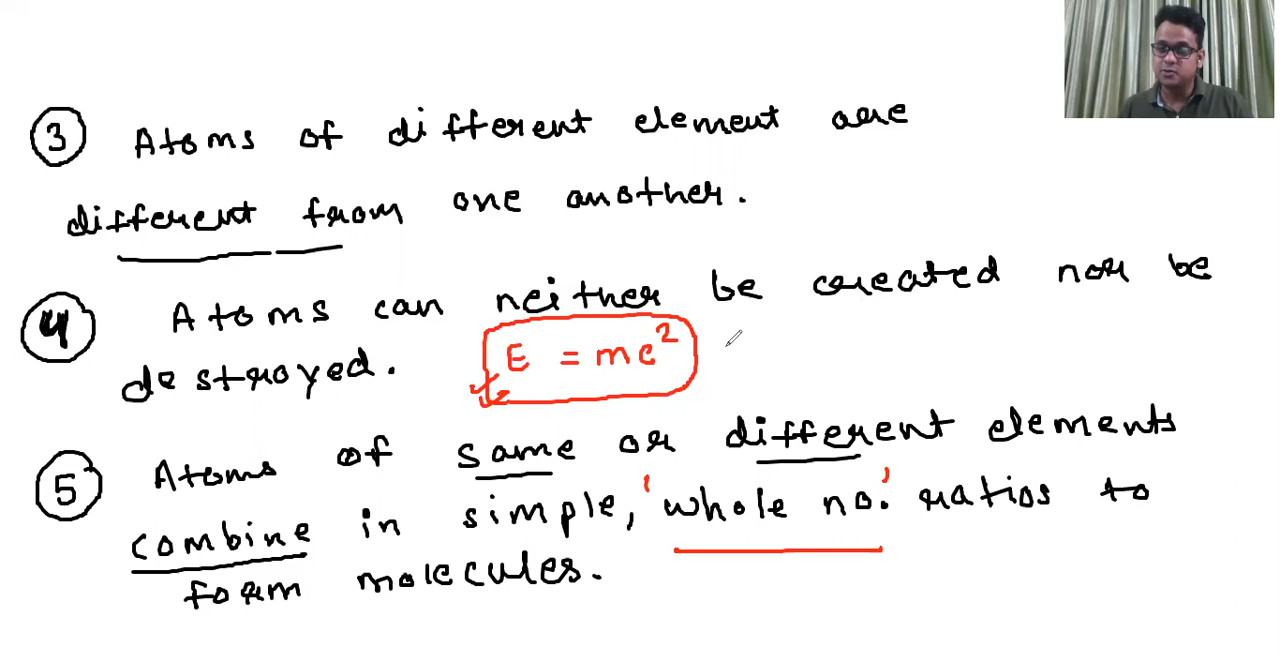 3 Atoms of different element are
different from one another.
4 Atoms can neither be created nor be
destroyed. E = mc²
5 Atoms of same or different elements
combine in simple, 'whole no.' ratios to
form molecules.